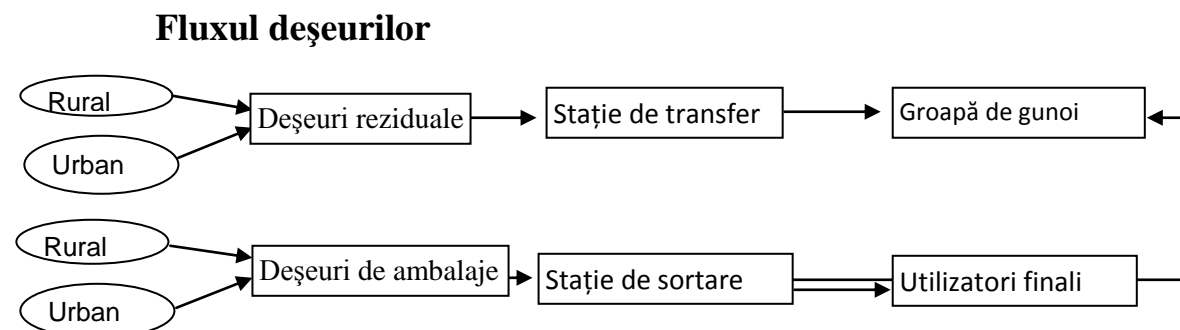 Fluxul deşeurilor
Rural
Urban
Deşeuri reziduale
Stație de transfer
Groapă de gunoi
Rural
Urban
Deşeuri de ambalaje
Stație de sortare
Utilizatori finali